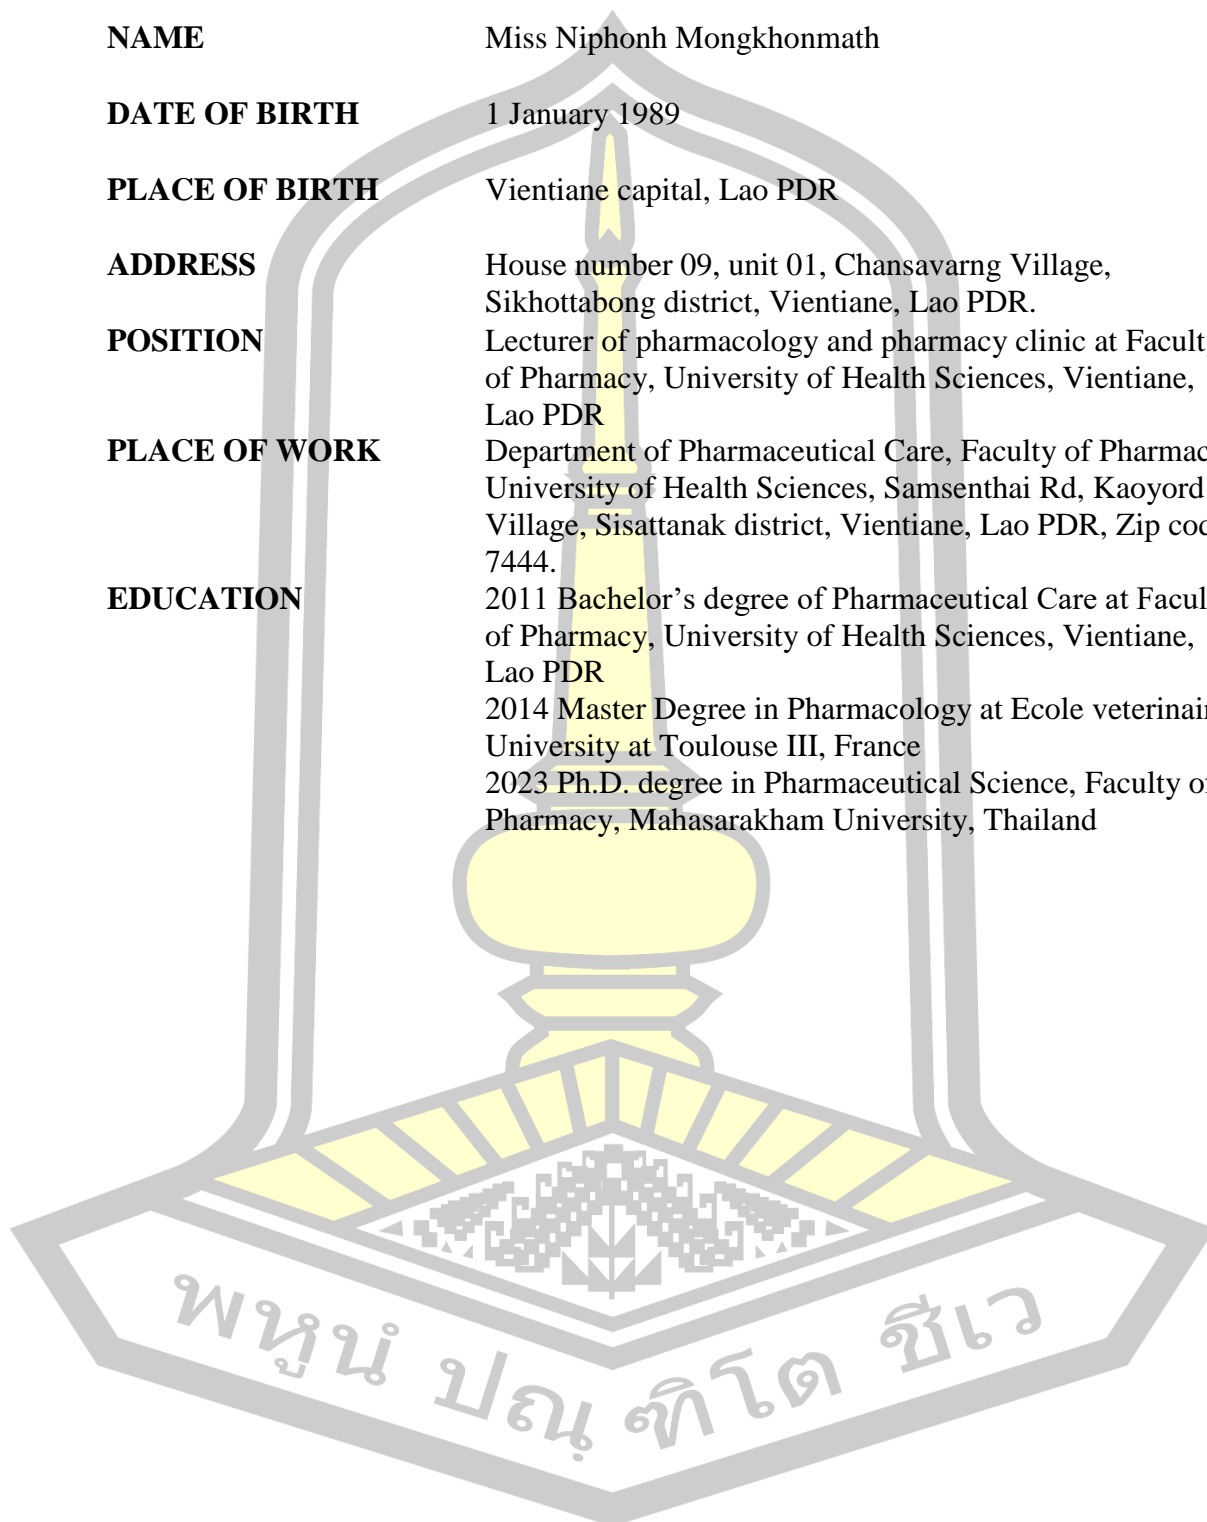 NAME Miss Niphonh Mongkhonmath
DATE OF BIRTH 1 January 1989
PLACE OF BIRTH Vientiane capital, Lao PDR
ADDRESS House number 09, unit 01, Chansavarng Village,
Sikhottabong district, Vientiane, Lao PDR.
POSITION Lecturer of pharmacology and pharmacy clinic at Facult
of Pharmacy, University of Health Sciences, Vientiane,
Lao PDR
PLACE OF WORK Department of Pharmaceutical Care, Faculty of Pharmac
University of Health Sciences, Samsenthai Rd, Kaoyord
Village, Sisattanak district, Vientiane, Lao PDR, Zip
7444.
EDUCATION 2011 Bachelor’s degree of Pharmaceutical Care at Facul
of Pharmacy, University of Health Sciences, Vientiane,
Lao PDR
2014 Master Degree in Pharmacology at Ecole veterinair
University at Toulouse III, France
2023 Ph.D. degree in Pharmaceutical Science, Faculty of
Pharmacy, Mahasarakham University, Thailand
พหูนํ ปณฺฑิโต ชีเว